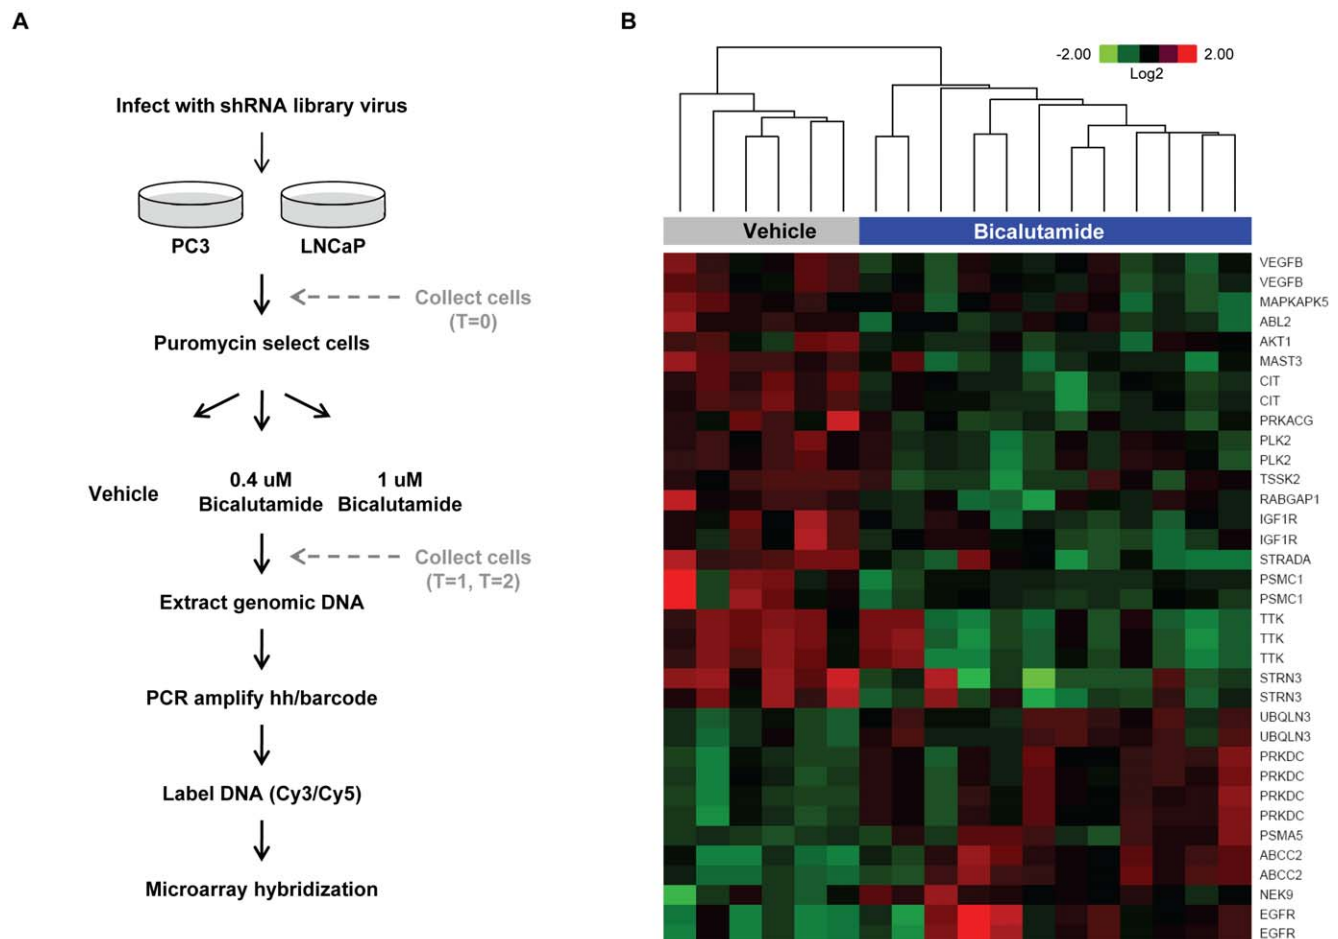 A
Infect with shRNA library virus
PC3
LNCaP
Collect cells
(T=0)
Puromycin select cells
Vehicle
0.4 uM
Bicalutamide
1 uM
Bicalutamide
Collect cells
(T=1, T=2)
Extract genomic DNA
PCR amplify hh/barcode
Label DNA (Cy3/Cy5)
Microarray hybridization
B
-2.00
2.00
Log2
Vehicle
Bicalutamide
VEGFB
VEGFB
MAPKAPK5
ABL2
AKT1
MAST3
CIT
CIT
PRKACG
PLK2
PLK2
TSSK2
RABGAP1
IGF1R
IGF1R
STRADA
PSMC1
PSMC1
TTK
TTK
TTK
STRN3
STRN3
UBQLN3
UBQLN3
PRKDC
PRKDC
PRKDC
PRKDC
PSMA5
ABCC2
ABCC2
NEK9
EGFR
EGFR